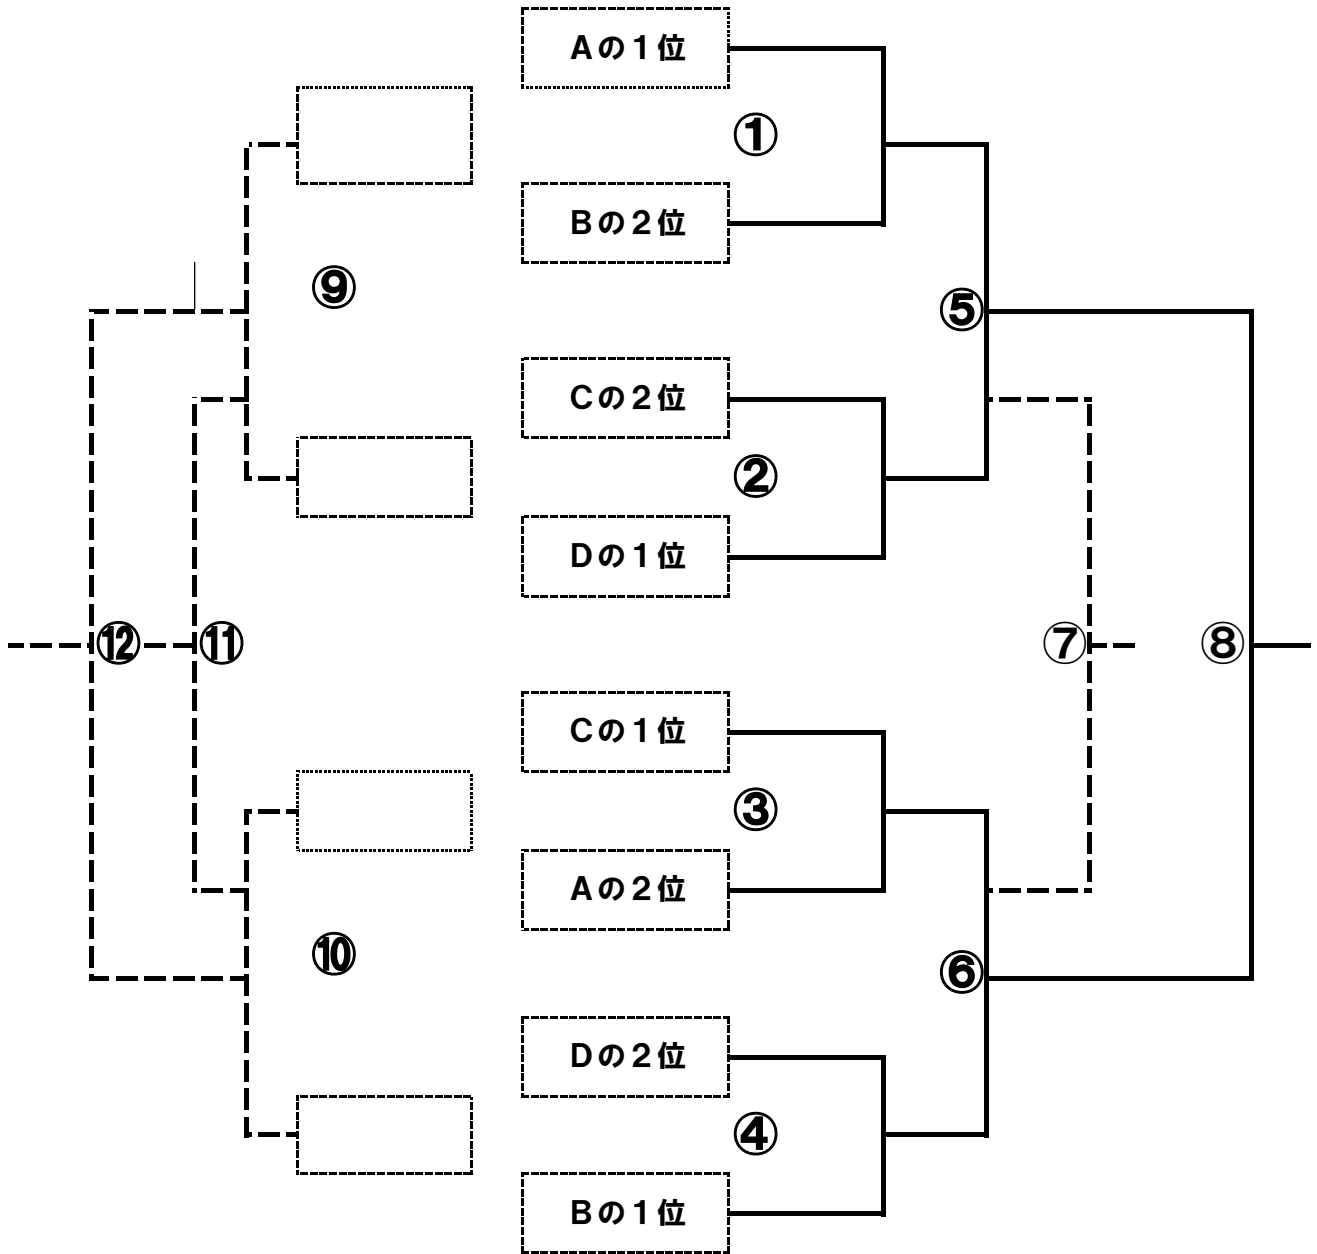 Aの1位
①
Bの2位
⑨
⑤
Cの2位
②
Dの1位
⑫
⑪
⑦
⑧
Cの1位
③
Aの2位
⑩
⑥
Dの2位
④
Bの1位